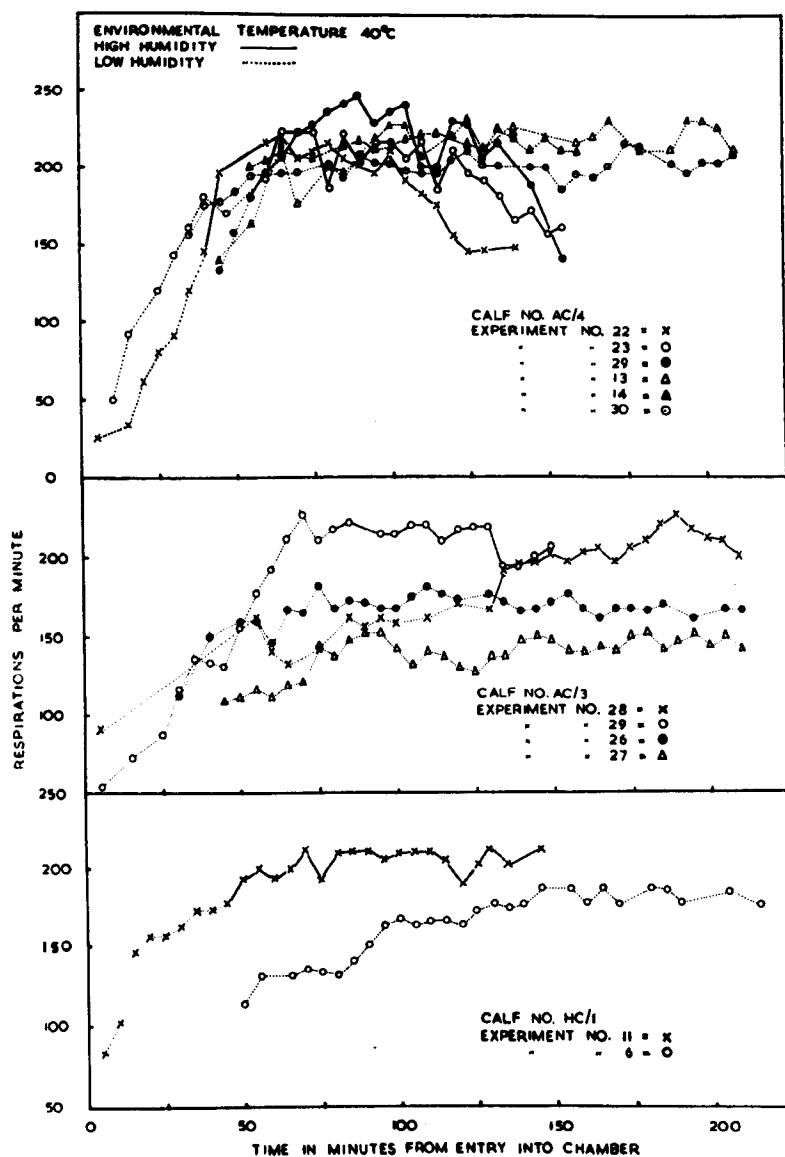 ENVIRONMENTAL TEMPERATURE 40°C
HIGH HUMIDITY
LOW HUMIDITY
250
200
150
100
50
0
CALF NO. AC/4
EXPERIMENT NO. 22 = x
" " 23 = o
" " 29 = ●
" " 13 = △
" " 14 = ▲
" " 30 = ⊙
200
150
100
250
CALF NO. AC/3
EXPERIMENT NO. 28 = x
" " 29 = o
" " 26 = ●
" " 27 = △
RESPIRATIONS PER MINUTE
200
150
100
50
CALF NO. HC/1
EXPERIMENT NO. 11 = x
" " 6 = o
0 50 100 150 200
TIME IN MINUTES FROM ENTRY INTO CHAMBER